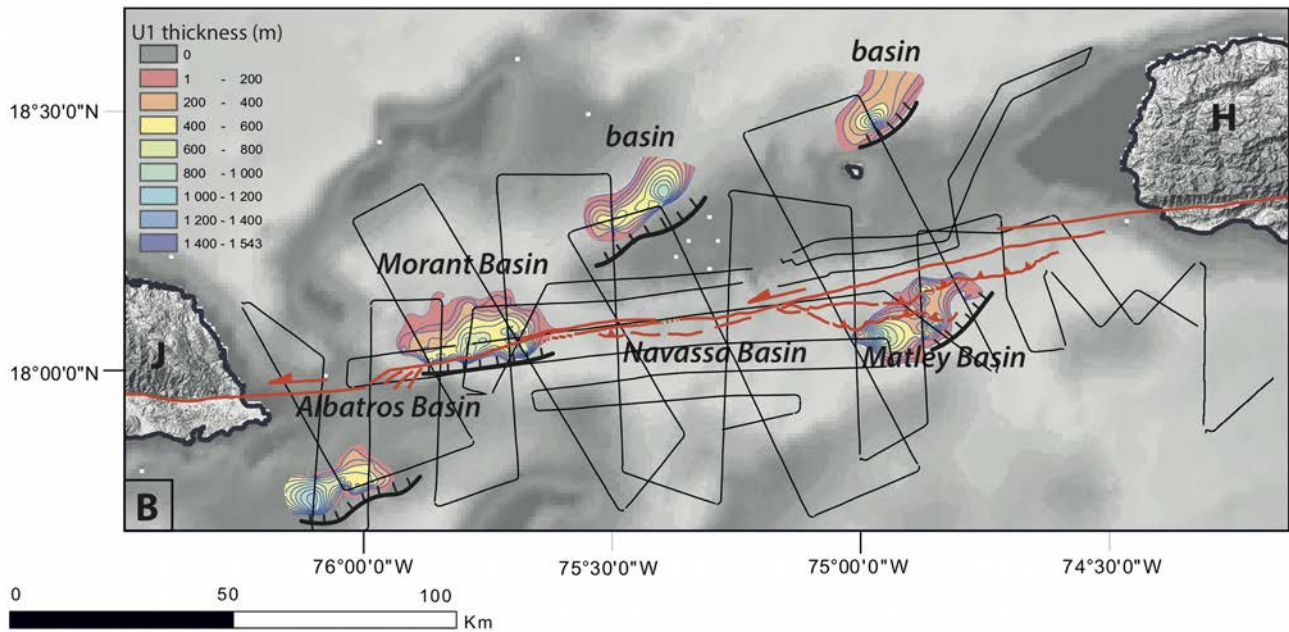 U1 thickness (m)
0
1 - 200
200 - 400
400 - 600
600 - 800
800 - 1 000
1 000 - 1 200
1 200 - 1 400
1 400 - 1 543
basin
basin
H
18°30'0"N
Morant Basin
Navassa Basin
Matley Basin
18°00'0"N
J
Albatros Basin
B
76°00'0"W
75°30'0"W
75°00'0"W
74°30'0"W
0 50 100
Km